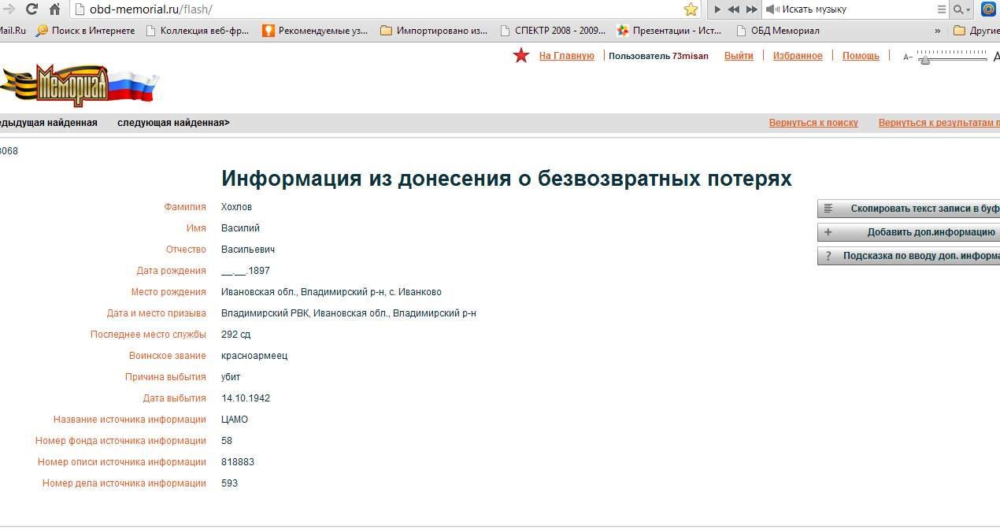 obd-memorial.ru/flash/
Искать музыку
Mail.Ru Поиск в Интернете Коллекция веб-фр... Рекомендуемые уз... Импортировано из... СПЕКТР 2008 - 2009... Презентации - Ист... ОБД Мемориал » Другие
На Главную Пользователь 73misan Выйти Избранное Помощь A- A
Мемориал
едыдущая найденная следующая найденная> Вернуться к поиску Вернуться к результатам п
3068
Информация из донесения о безвозвратных потерях
Фамилия Хохлов
Имя Василий
Отчество Васильевич
Дата рождения __.__.1897
Место рождения Ивановская обл., Владимирский р-н, с. Иванково
Дата и место призыва Владимирский РВК, Ивановская обл., Владимирский р-н
Последнее место службы 292 сд
Воинское звание красноармеец
Причина выбытия убит
Дата выбытия 14.10.1942
Название источника информации ЦАМО
Номер фонда источника информации 58
Номер описи источника информации 818883
Номер дела источника информации 593
Скопировать текст записи в буф
+ Добавить доп.информацию
? Подсказка по вводу доп. информа